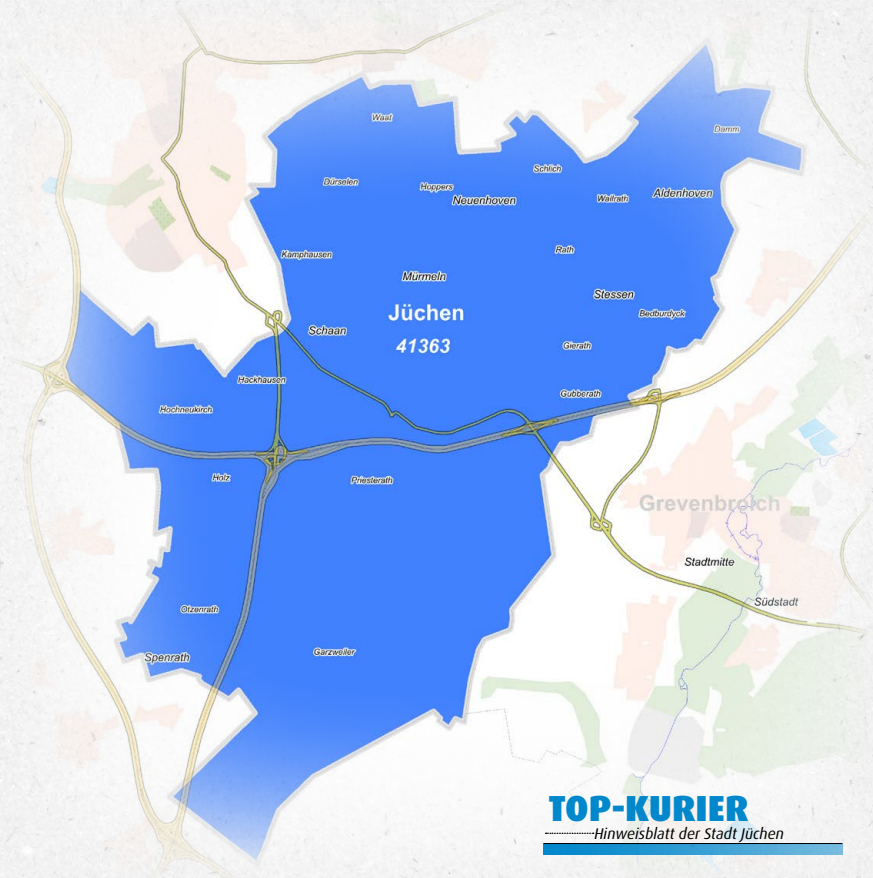 Waat
Damm
Schlich
Dürselen
Hoppers
Neuenhoven
Wallrath
Aldenhoven
Kamphausen
Rath
Mürmeln
Stessen
Jüchen
Bedburdyck
Schaan
41363
Gierath
Hackhausen
Gubberath
Hochneukirch
Holz
Priesterath
Grevenbroich
Stadtmitte
Südstadt
Otzenrath
Garzweiler
Spenrath
TOP-KURIER
Hinweisblatt der Stadt Jüchen